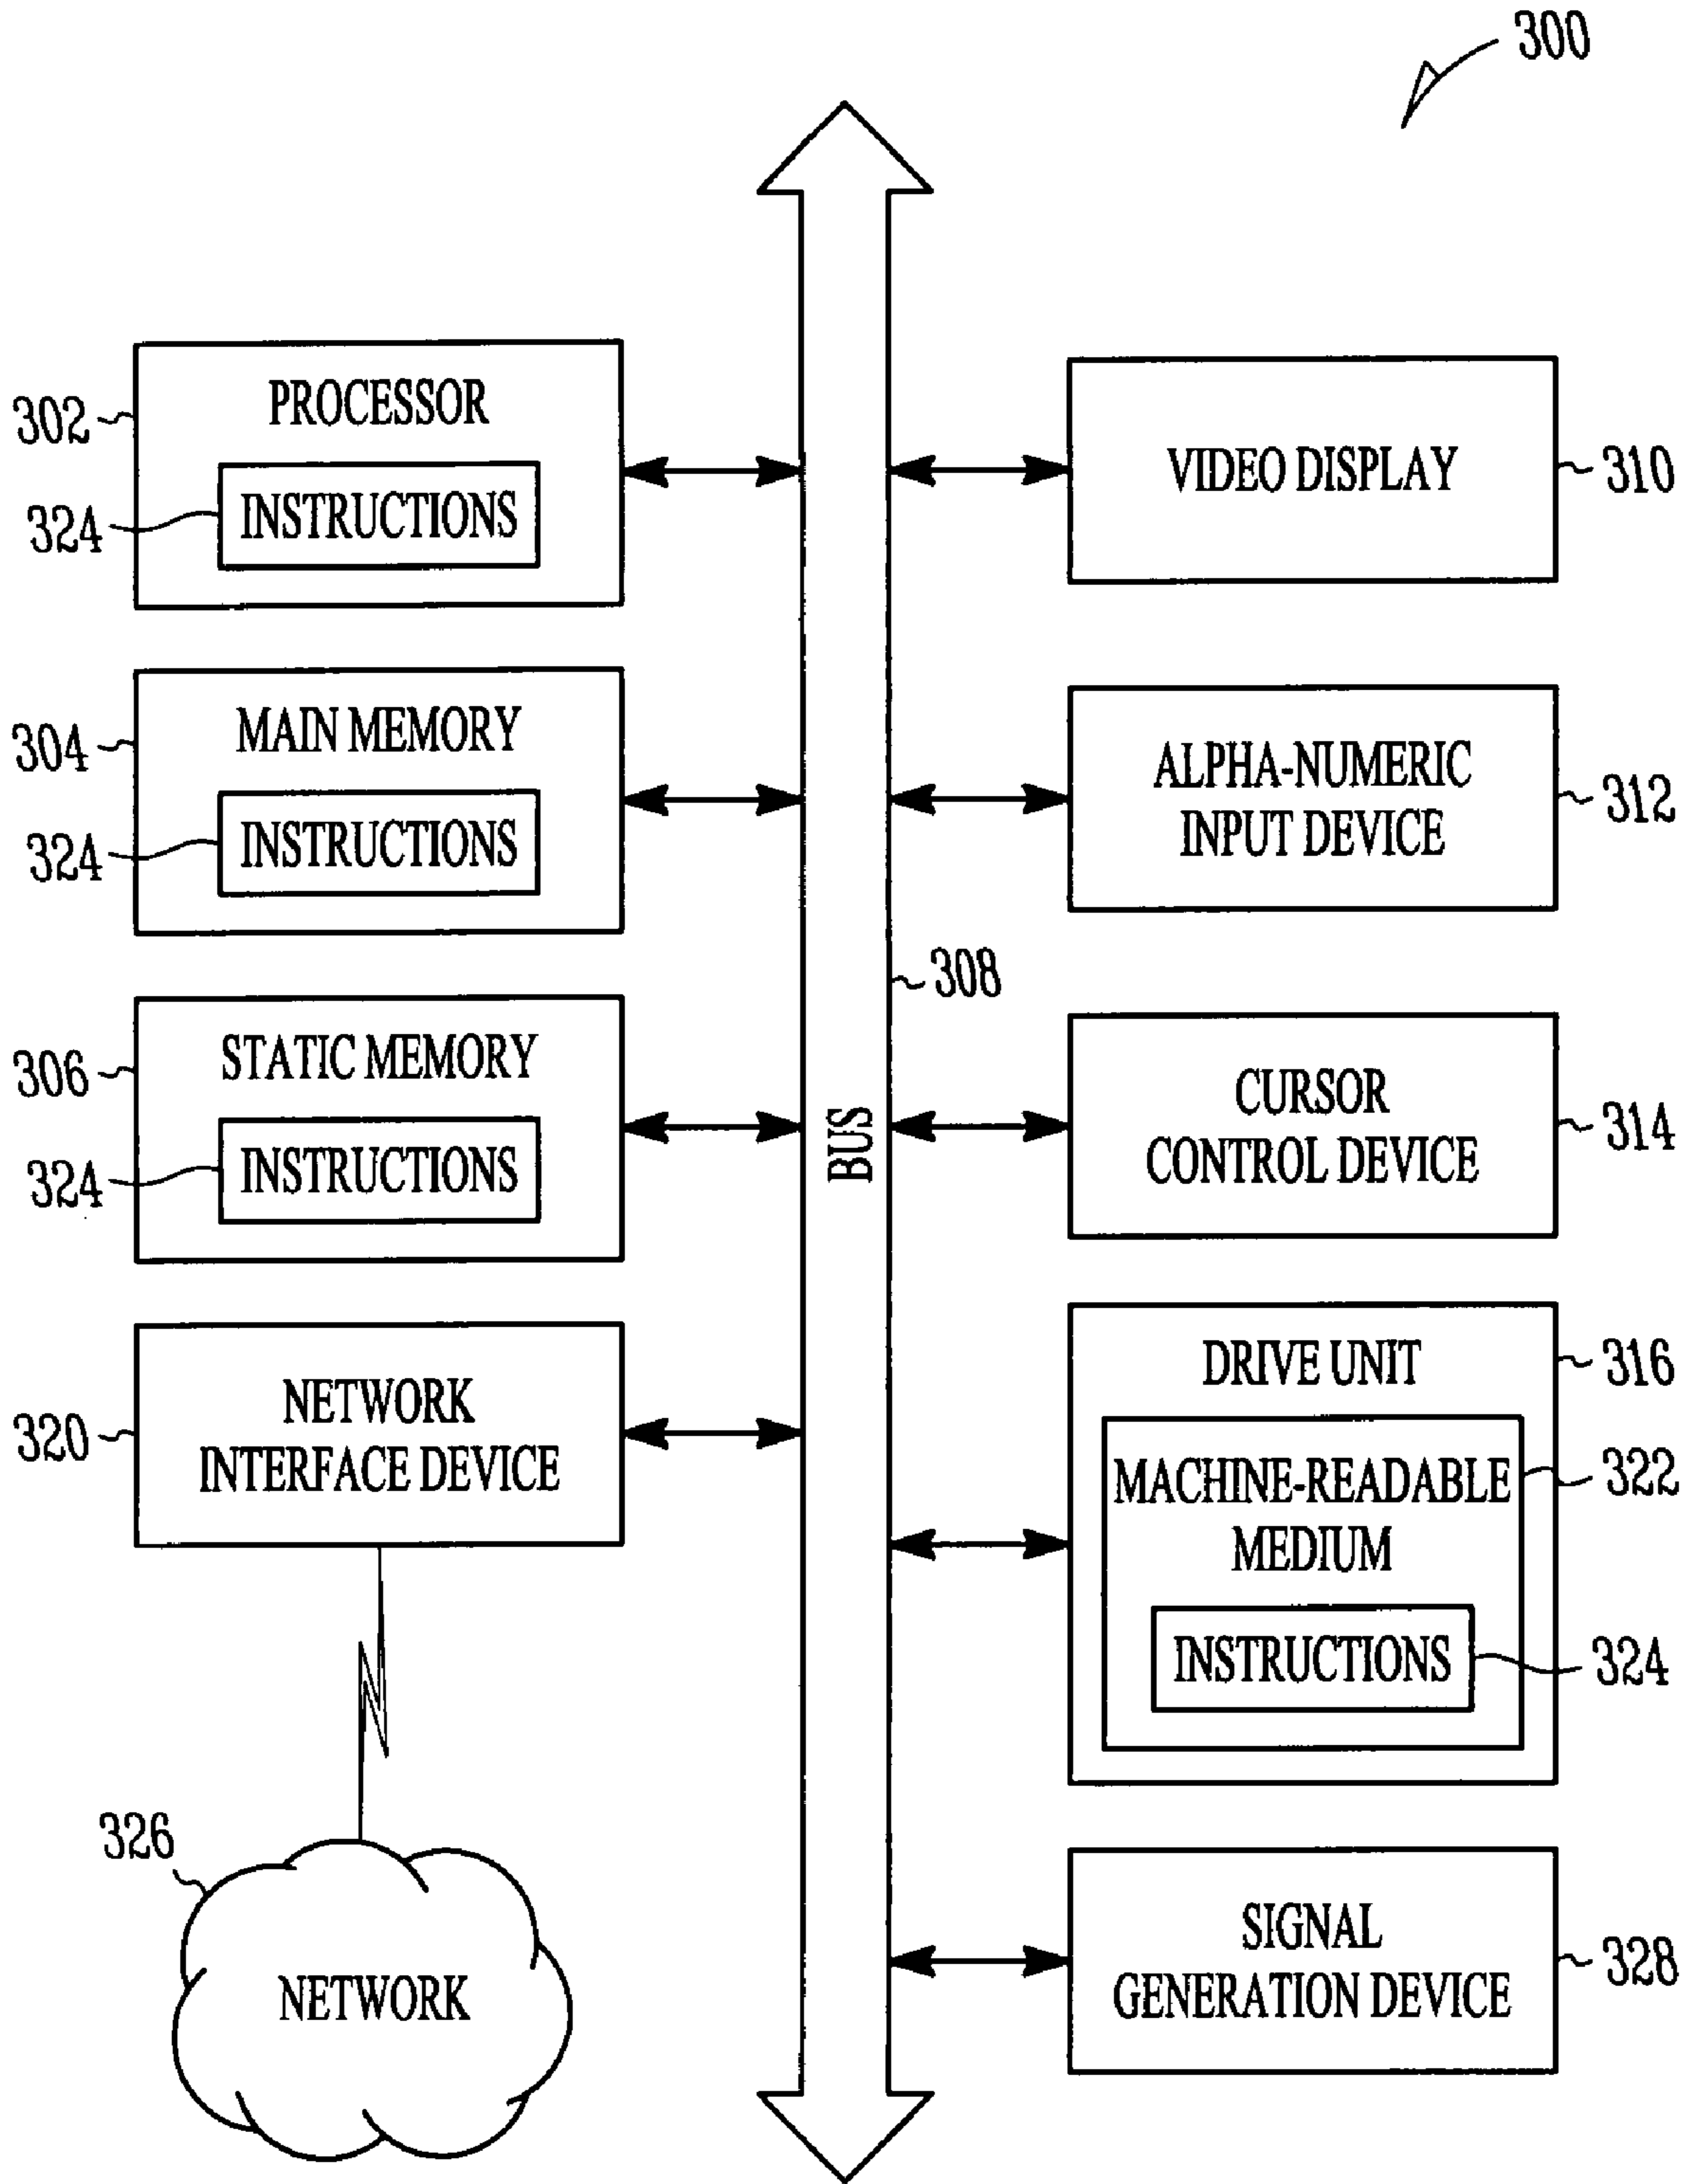 300
PROCESSOR
302
INSTRUCTIONS
324
MAIN MEMORY
304
INSTRUCTIONS
324
STATIC MEMORY
306
INSTRUCTIONS
324
NETWORK
INTERFACE DEVICE
320
326
NETWORK
BUS
308
VIDEO DISPLAY
310
ALPHA-NUMERIC
INPUT DEVICE
312
CURSOR
CONTROL DEVICE
314
DRIVE UNIT
316
MACHINE-READABLE
MEDIUM
322
INSTRUCTIONS
324
SIGNAL
GENERATION DEVICE
328